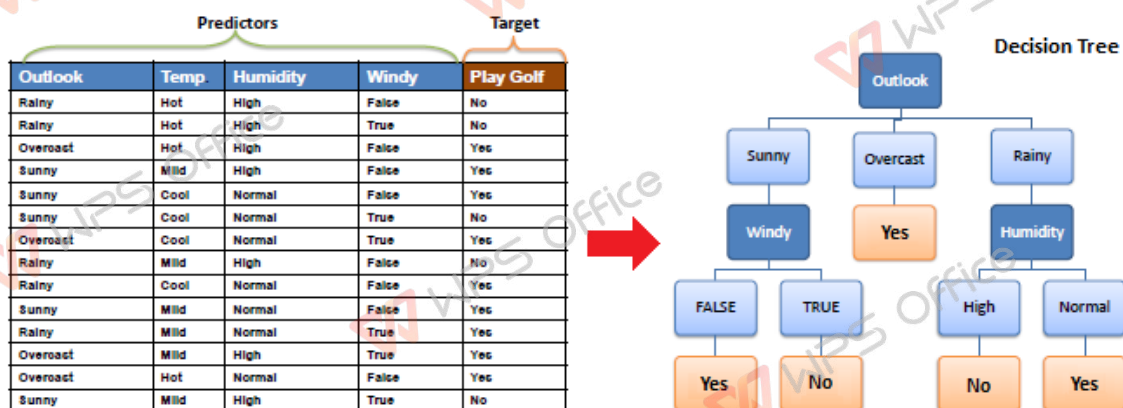 Predictors Target
Outlook Temp. Humidity Windy Play Golf
Rainy Hot High False No
Rainy Hot High True No
Overcast Hot High False Yes
Sunny Mild High False Yes
Sunny Cool Normal False Yes
Sunny Cool Normal True No
Overcast Cool Normal True Yes
Rainy Mild High False No
Rainy Cool Normal False Yes
Sunny Mild Normal False Yes
Rainy Mild Normal True Yes
Overcast Mild High True Yes
Overcast Hot Normal False Yes
Sunny Mild High True No
Decision Tree
Outlook
Sunny Overcast Rainy
Windy Yes Humidity
FALSE TRUE High Normal
Yes No No Yes
WPS Office
WPS Office
WPS Office
WPS